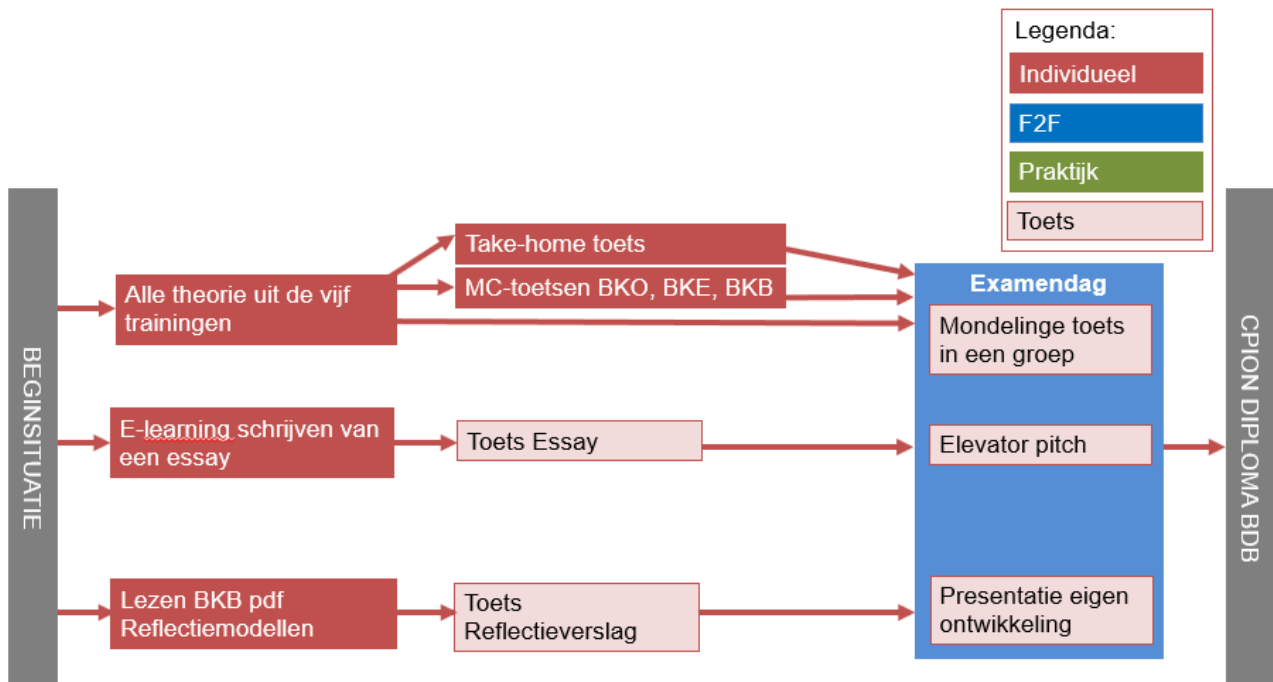 Legenda:
Individueel
F2F
Praktijk
Toets
BEGINSITUATIE
Alle theorie uit de vijf
trainingen
Take-home toets
MC-toetsen BKO, BKE, BKB
E-learning schrijven van
een essay
Toets Essay
Lezen BKB pdf
Reflectiemodellen
Toets
Reflectieverslag
Examendag
Mondelinge toets
in een groep
Elevator pitch
Presentatie eigen
ontwikkeling
CPION DIPLOMA BDB